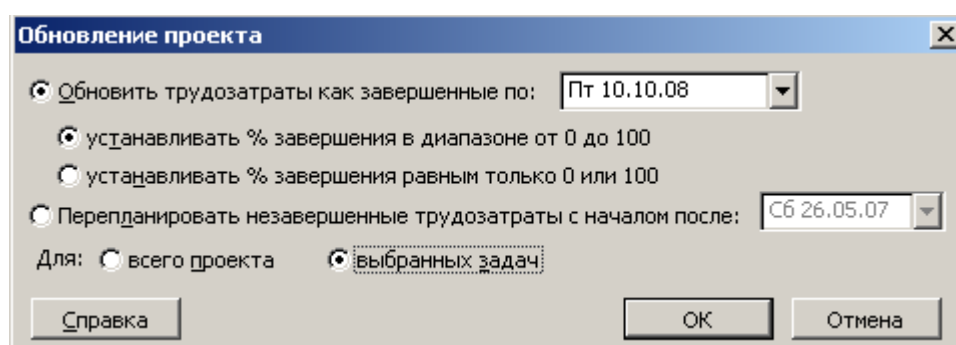 Обновление проекта
Обновить трудозатраты как завершенные по: Пт 10.10.08
устанавливать % завершения в диапазоне от 0 до 100
устанавливать % завершения равным только 0 или 100
Перепланировать незавершенные трудозатраты с началом после: Сб 26.05.07
Для: всего проекта выбранных задач
Справка ОК Отмена